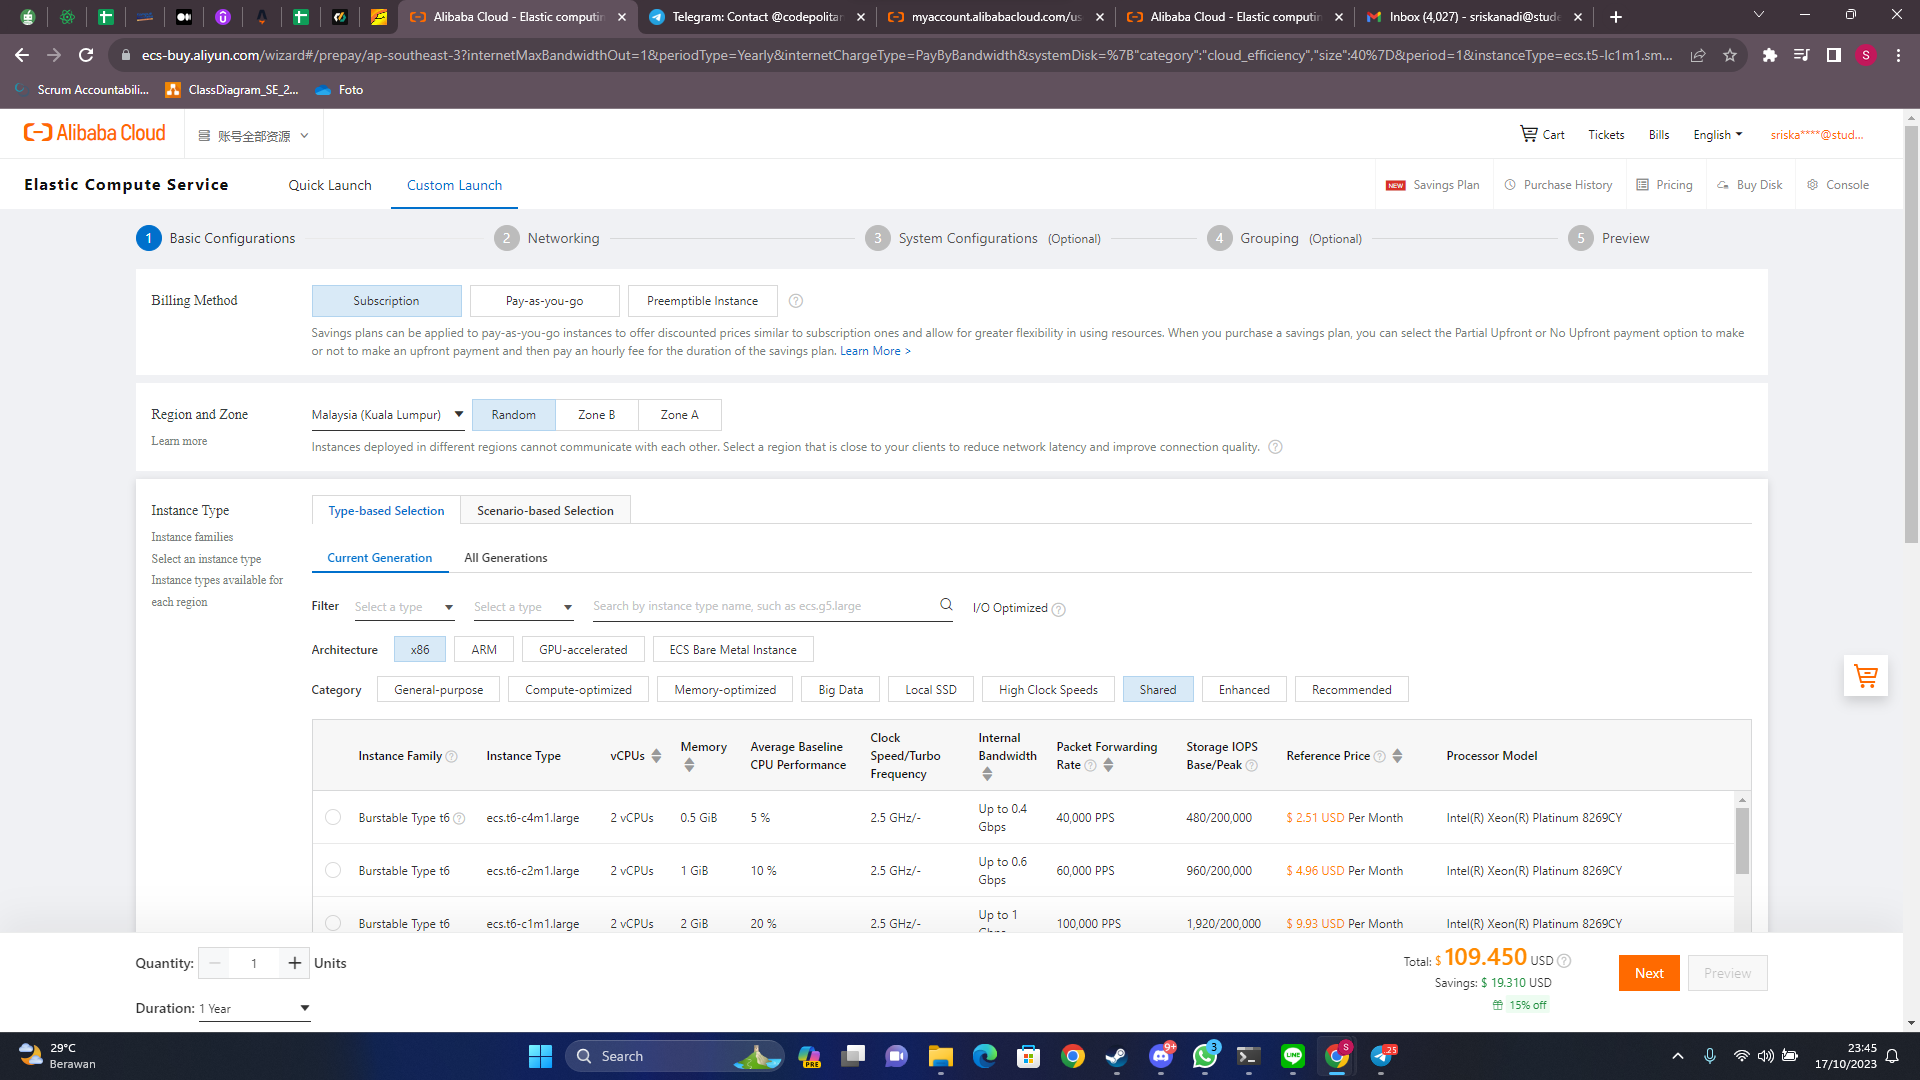 Alibaba Cloud - Elastic computin
Telegram: Contact @codepolitan
myaccount.alibabacloud.com/us
Alibaba Cloud - Elastic computin
Inbox (4,027) - sriskanadi@stude
ecs-buy.aliyun.com/wizard#/prepay/ap-southeast-3?internetMaxBandwidthOut=1&periodType=Yearly&internetChargeType=PayByBandwidth&systemDisk=%7B"category":"cloud_efficiency","size":40%7D&period=1&instanceType=ecs.t5-lc1m1.sm...
S
Scrum Accountabili...
ClassDiagram_SE_2...
Foto
Alibaba Cloud
账号全部资源
Cart
Tickets
Bills
English
sriska****@stud...
Elastic Compute Service
Quick Launch
Custom Launch
NEW Savings Plan
Purchase History
Pricing
Buy Disk
Console
1 Basic Configurations
2 Networking
3 System Configurations (Optional)
4 Grouping (Optional)
5 Preview
Billing Method
Subscription
Pay-as-you-go
Preemptible Instance
Savings plans can be applied to pay-as-you-go instances to offer discounted prices similar to subscription ones and allow for greater flexibility in using resources. When you purchase a savings plan, you can select the Partial Upfront or No Upfront payment option to make
or not to make an upfront payment and then pay an hourly fee for the duration of the savings plan. Learn More >
Region and Zone
Learn more
Malaysia (Kuala Lumpur)
Random
Zone B
Zone A
Instances deployed in different regions cannot communicate with each other. Select a region that is close to your clients to reduce network latency and improve connection quality.
Instance Type
Instance families
Select an instance type
Instance types available for
each region
Type-based Selection
Scenario-based Selection
Current Generation
All Generations
Filter
Select a type
Select a type
Search by instance type name, such as ecs.g5.large
I/O Optimized
Architecture
x86
ARM
GPU-accelerated
ECS Bare Metal Instance
Category
General-purpose
Compute-optimized
Memory-optimized
Big Data
Local SSD
High Clock Speeds
Shared
Enhanced
Recommended
Instance Family
Instance Type
vCPUs
Memory
Average Baseline
CPU Performance
Clock
Speed/Turbo
Frequency
Internal
Bandwidth
Packet Forwarding
Rate
Storage IOPS
Base/Peak
Reference Price
Processor Model
Burstable Type t6
ecs.t6-c4m1.large
2 vCPUs
0.5 GiB
5 %
2.5 GHz/-
Up to 0.4
Gbps
40,000 PPS
480/200,000
$ 2.51 USD Per Month
Intel(R) Xeon(R) Platinum 8269CY
Burstable Type t6
ecs.t6-c2m1.large
2 vCPUs
1 GiB
10 %
2.5 GHz/-
Up to 0.6
Gbps
60,000 PPS
960/200,000
$ 4.96 USD Per Month
Intel(R) Xeon(R) Platinum 8269CY
Burstable Type t6
ecs.t6-c1m1.large
2 vCPUs
2 GiB
20 %
2.5 GHz/-
Up to 1
Gbps
100,000 PPS
1,920/200,000
$ 9.93 USD Per Month
Intel(R) Xeon(R) Platinum 8269CY
Quantity:
1
Units
Duration:
1 Year
Total: $ 109.450 USD
Savings: $ 19.310 USD
15% off
Next
Preview
29°C
Berawan
Search
PRE
9+
3
LINE
S
25
23:45
17/10/2023